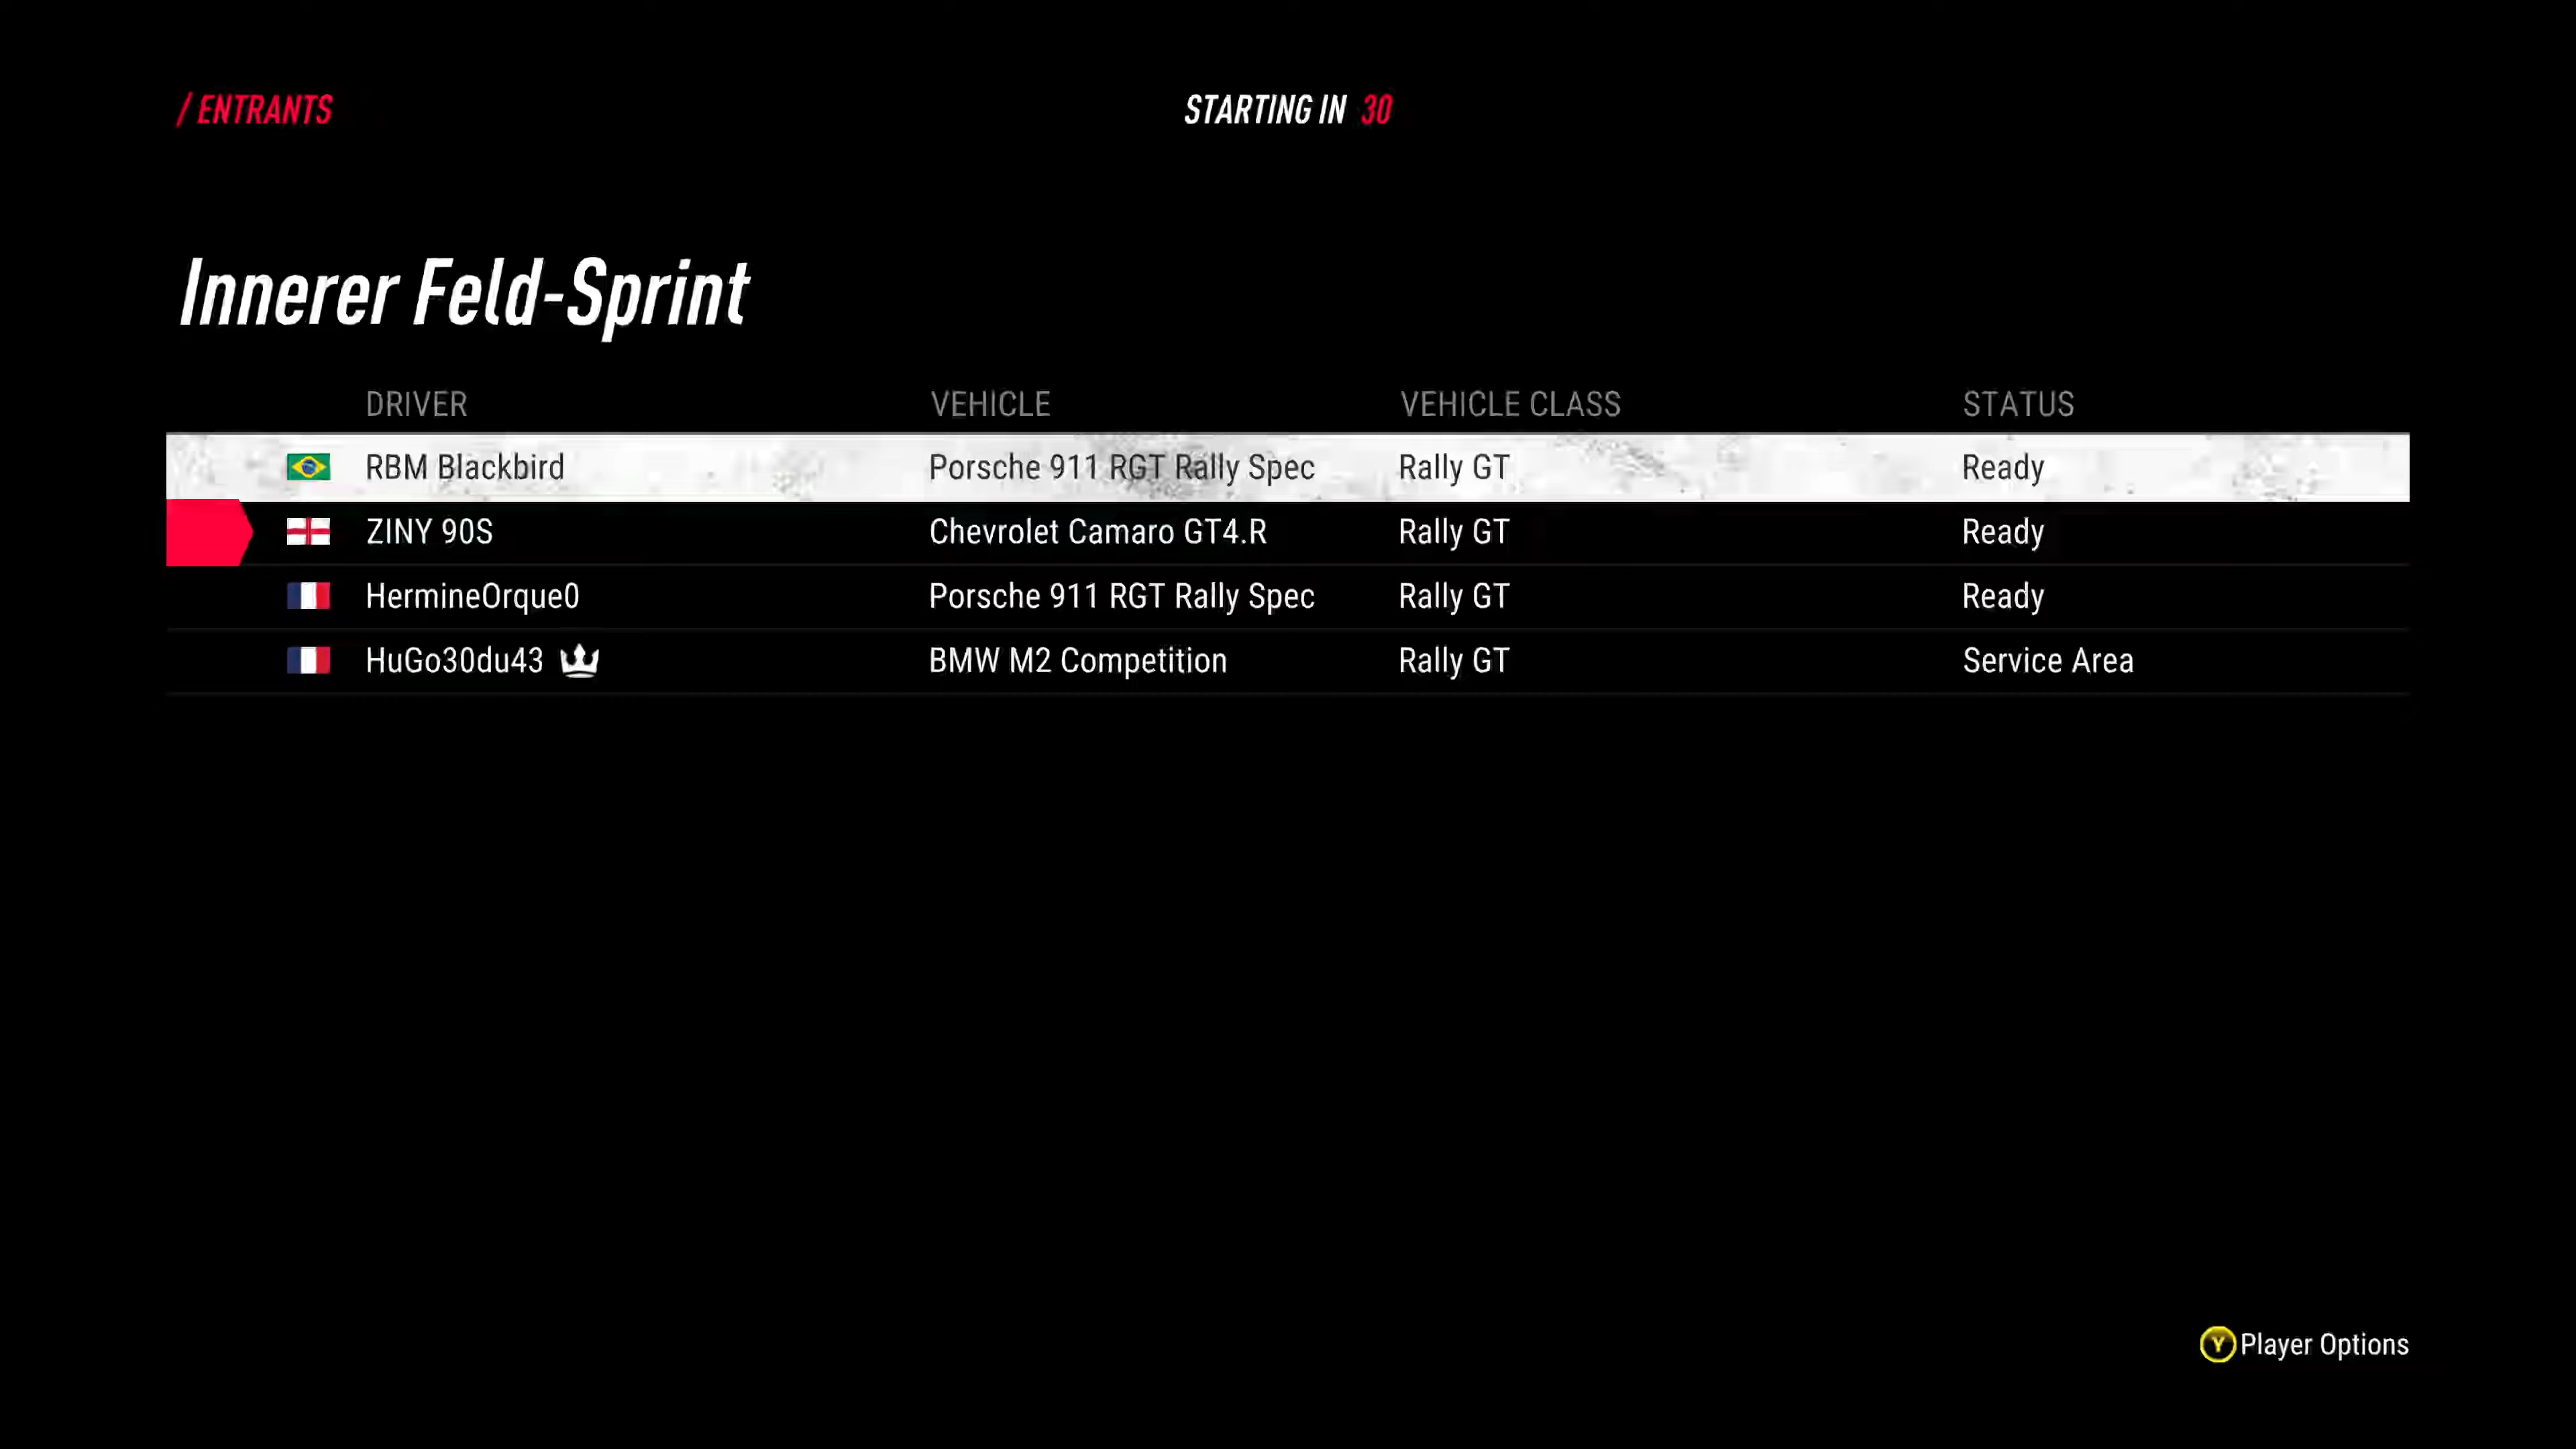 / ENTRANTS
STARTING IN 30
Innerer Feld-Sprint
DRIVER VEHICLE VEHICLE CLASS STATUS
RBM Blackbird Porsche 911 RGT Rally Spec Rally GT Ready
ZINY 90S Chevrolet Camaro GT4.R Rally GT Ready
HermineOrque0 Porsche 911 RGT Rally Spec Rally GT Ready
HuGo30du43 BMW M2 Competition Rally GT Service Area
Y Player Options